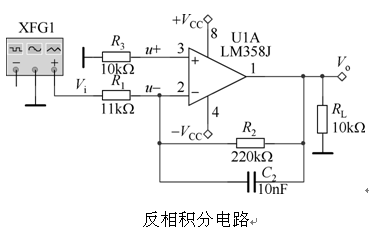 XFG1
+VCC
8
U1A
LM358J
R3
10kΩ
u+
3
+
1
Vo
Vi
R1
11kΩ
u−
2
−
4
−VCC
RL
10kΩ
R2
220kΩ
C2
10nF
反相积分电路